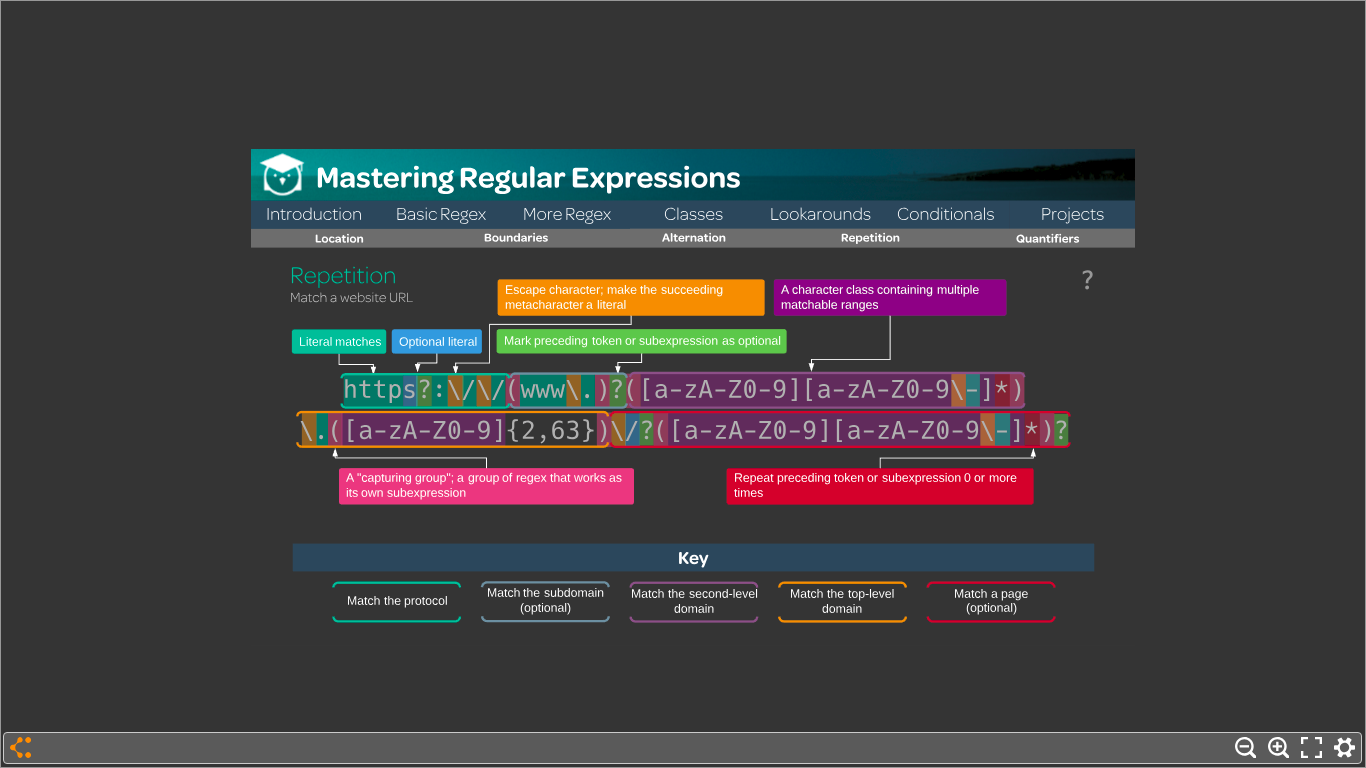 Mastering Regular Expressions
Introduction Basic Regex More Regex Classes Lookarounds Conditionals Projects
Location Boundaries Alternation Repetition Quantifiers
Repetition
?
Match a website URL
Escape character; make the succeeding
metacharacter a literal
A character class containing multiple
matchable ranges
Literal matches
Optional literal
Mark preceding token or subexpression as optional
https?:\/\/(www\.)?([a-zA-Z0-9][a-zA-Z0-9\-]*)
\.([a-zA-Z0-9]{2,63})\/?([a-zA-Z0-9][a-zA-Z0-9\-]*)?
A "capturing group"; a group of regex that works as
its own subexpression
Repeat preceding token or subexpression 0 or more
times
Key
Match the protocol
Match the subdomain
(optional)
Match the second-level
domain
Match the top-level
domain
Match a page
(optional)